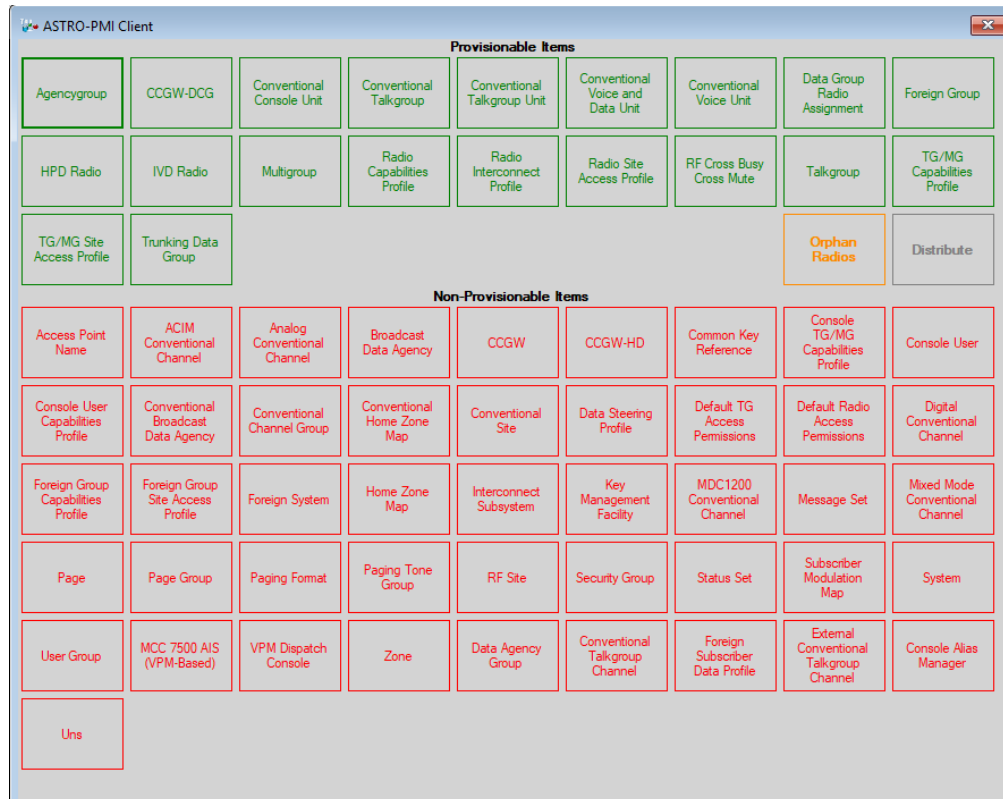 ASTRO-PMI Client
Provisionable Items
Agencygroup
CCGW-DCG
Conventional
Console Unit
Conventional
Talkgroup
Conventional
Talkgroup Unit
Conventional
Voice and
Data Unit
Conventional
Voice Unit
Data Group
Radio
Assignment
Foreign Group
HPD Radio
IVD Radio
Multigroup
Radio
Capabilities
Profile
Radio
Interconnect
Profile
Radio Site
Access Profile
RF Cross Busy
Cross Mute
Talkgroup
TG/MG
Capabilities
Profile
TG/MG Site
Access Profile
Trunking Data
Group
Orphan
Radios
Distribute
Non-Provisionable Items
Access Point
Name
ACIM
Conventional
Channel
Analog
Conventional
Channel
Broadcast
Data Agency
CCGW
CCGW-HD
Common Key
Reference
Console
TG/MG
Capabilities
Profile
Console User
Console User
Capabilities
Profile
Conventional
Broadcast
Data Agency
Conventional
Channel Group
Conventional
Home Zone
Map
Conventional
Site
Data Steering
Profile
Default TG
Access
Permissions
Default Radio
Access
Permissions
Digital
Conventional
Channel
Foreign Group
Capabilities
Profile
Foreign Group
Site Access
Profile
Foreign System
Home Zone
Map
Interconnect
Subsystem
Key
Management
Facility
MDC1200
Conventional
Channel
Message Set
Mixed Mode
Conventional
Channel
Page
Page Group
Paging Format
Paging Tone
Group
RF Site
Security Group
Status Set
Subscriber
Modulation
Map
System
User Group
MCC 7500 AIS
(VPM-Based)
VPM Dispatch
Console
Zone
Data Agency
Group
Conventional
Talkgroup
Channel
Foreign
Subscriber
Data Profile
External
Conventional
Talkgroup
Channel
Console Alias
Manager
Uns